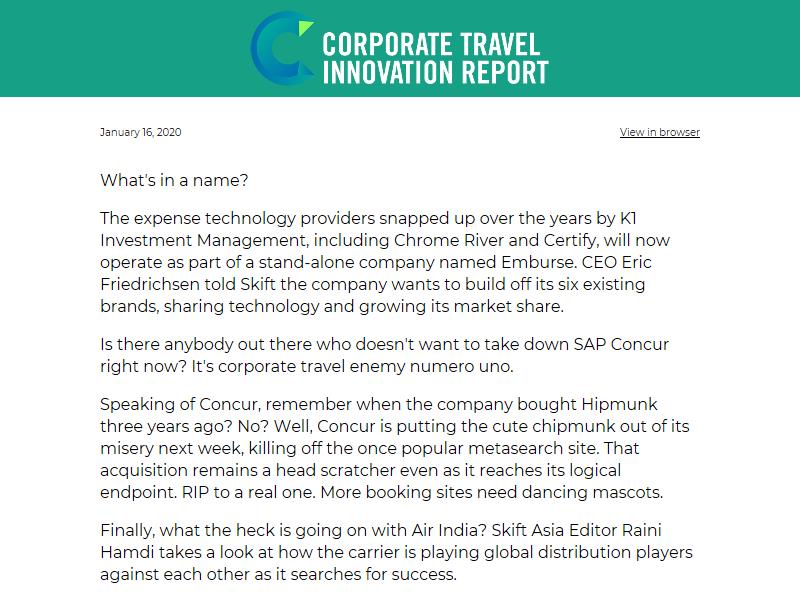 CORPORATE TRAVEL
INNOVATION REPORT
January 16, 2020
View in browser
What's in a name?
The expense technology providers snapped up over the years by K1
Investment Management, including Chrome River and Certify, will now
operate as part of a stand-alone company named Emburse. CEO Eric
Friedrichsen told Skift the company wants to build off its six existing
brands, sharing technology and growing its market share.
Is there anybody out there who doesn't want to take down SAP Concur
right now? It's corporate travel enemy numero uno.
Speaking of Concur, remember when the company bought Hipmunk
three years ago? No? Well, Concur is putting the cute chipmunk out of its
misery next week, killing off the once popular metasearch site. That
acquisition remains a head scratcher even as it reaches its logical
endpoint. RIP to a real one. More booking sites need dancing mascots.
Finally, what the heck is going on with Air India? Skift Asia Editor Raini
Hamdi takes a look at how the carrier is playing global distribution players
against each other as it searches for success.